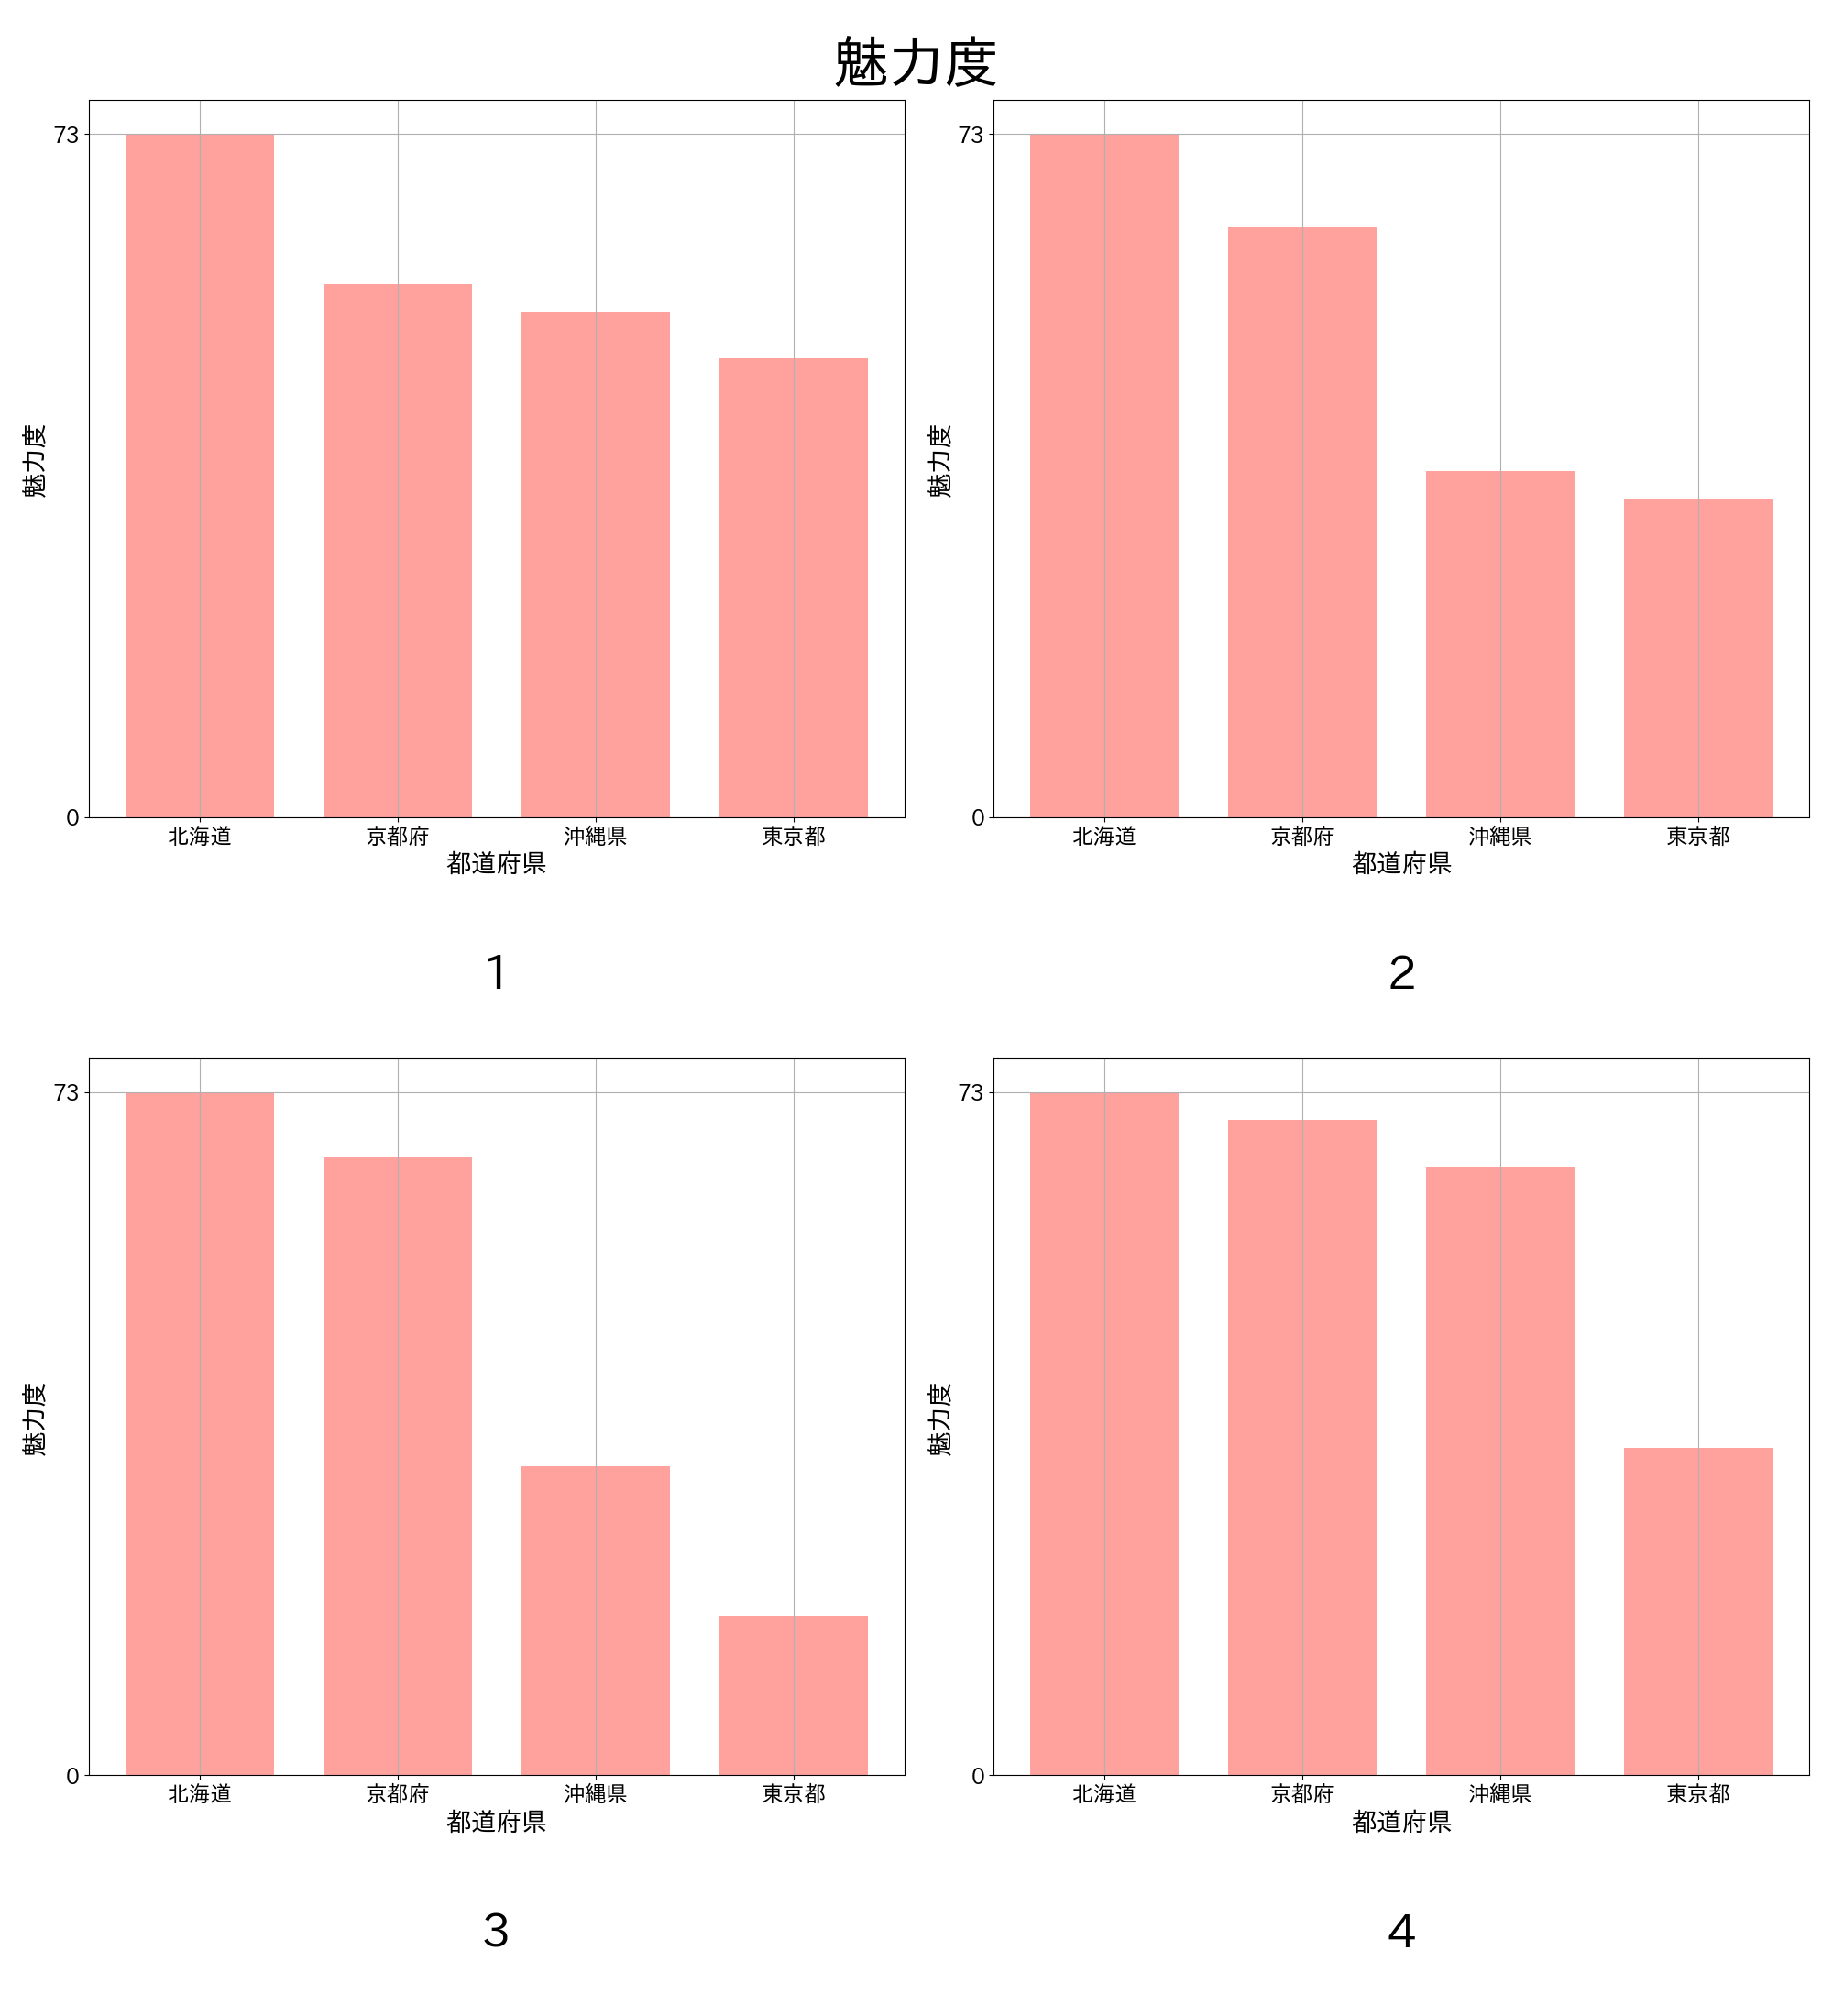 魅力度
73
0
魅力度
北海道 京都府 沖縄県 東京都
都道府県
1
73
0
魅力度
北海道 京都府 沖縄県 東京都
都道府県
2
73
0
魅力度
北海道 京都府 沖縄県 東京都
都道府県
3
73
0
魅力度
北海道 京都府 沖縄県 東京都
都道府県
4